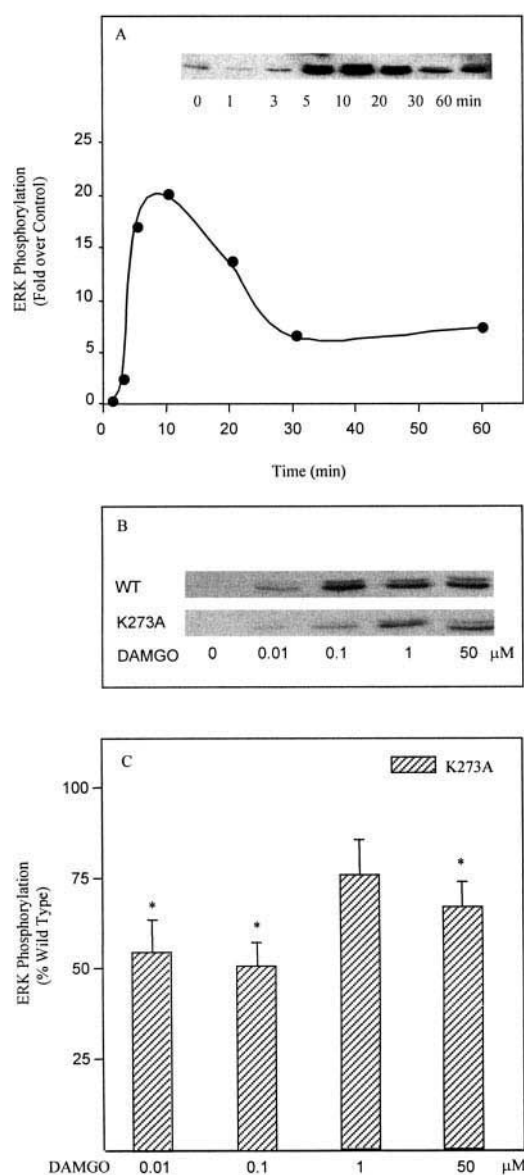 A
0 1 3 5 10 20 30 60 min
ERK Phosphorylation
(Fold over Control)
25
20
15
10
5
0
0 10 20 30 40 50 60
Time (min)
B
WT
K273A
DAMGO 0 0.01 0.1 1 50 µM
C
K273A
ERK Phosphorylation
(% Wild Type)
100
75
50
25
* * *
DAMGO 0.01 0.1 1 50 µM